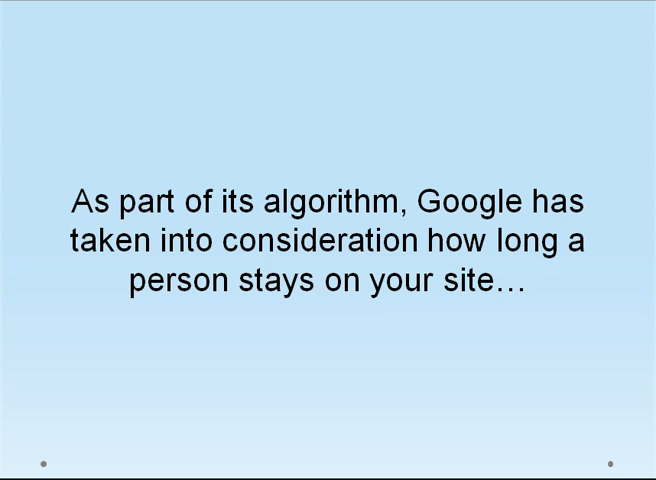 As part of its algorithm, Google has
taken into consideration how long a
person stays on your site…